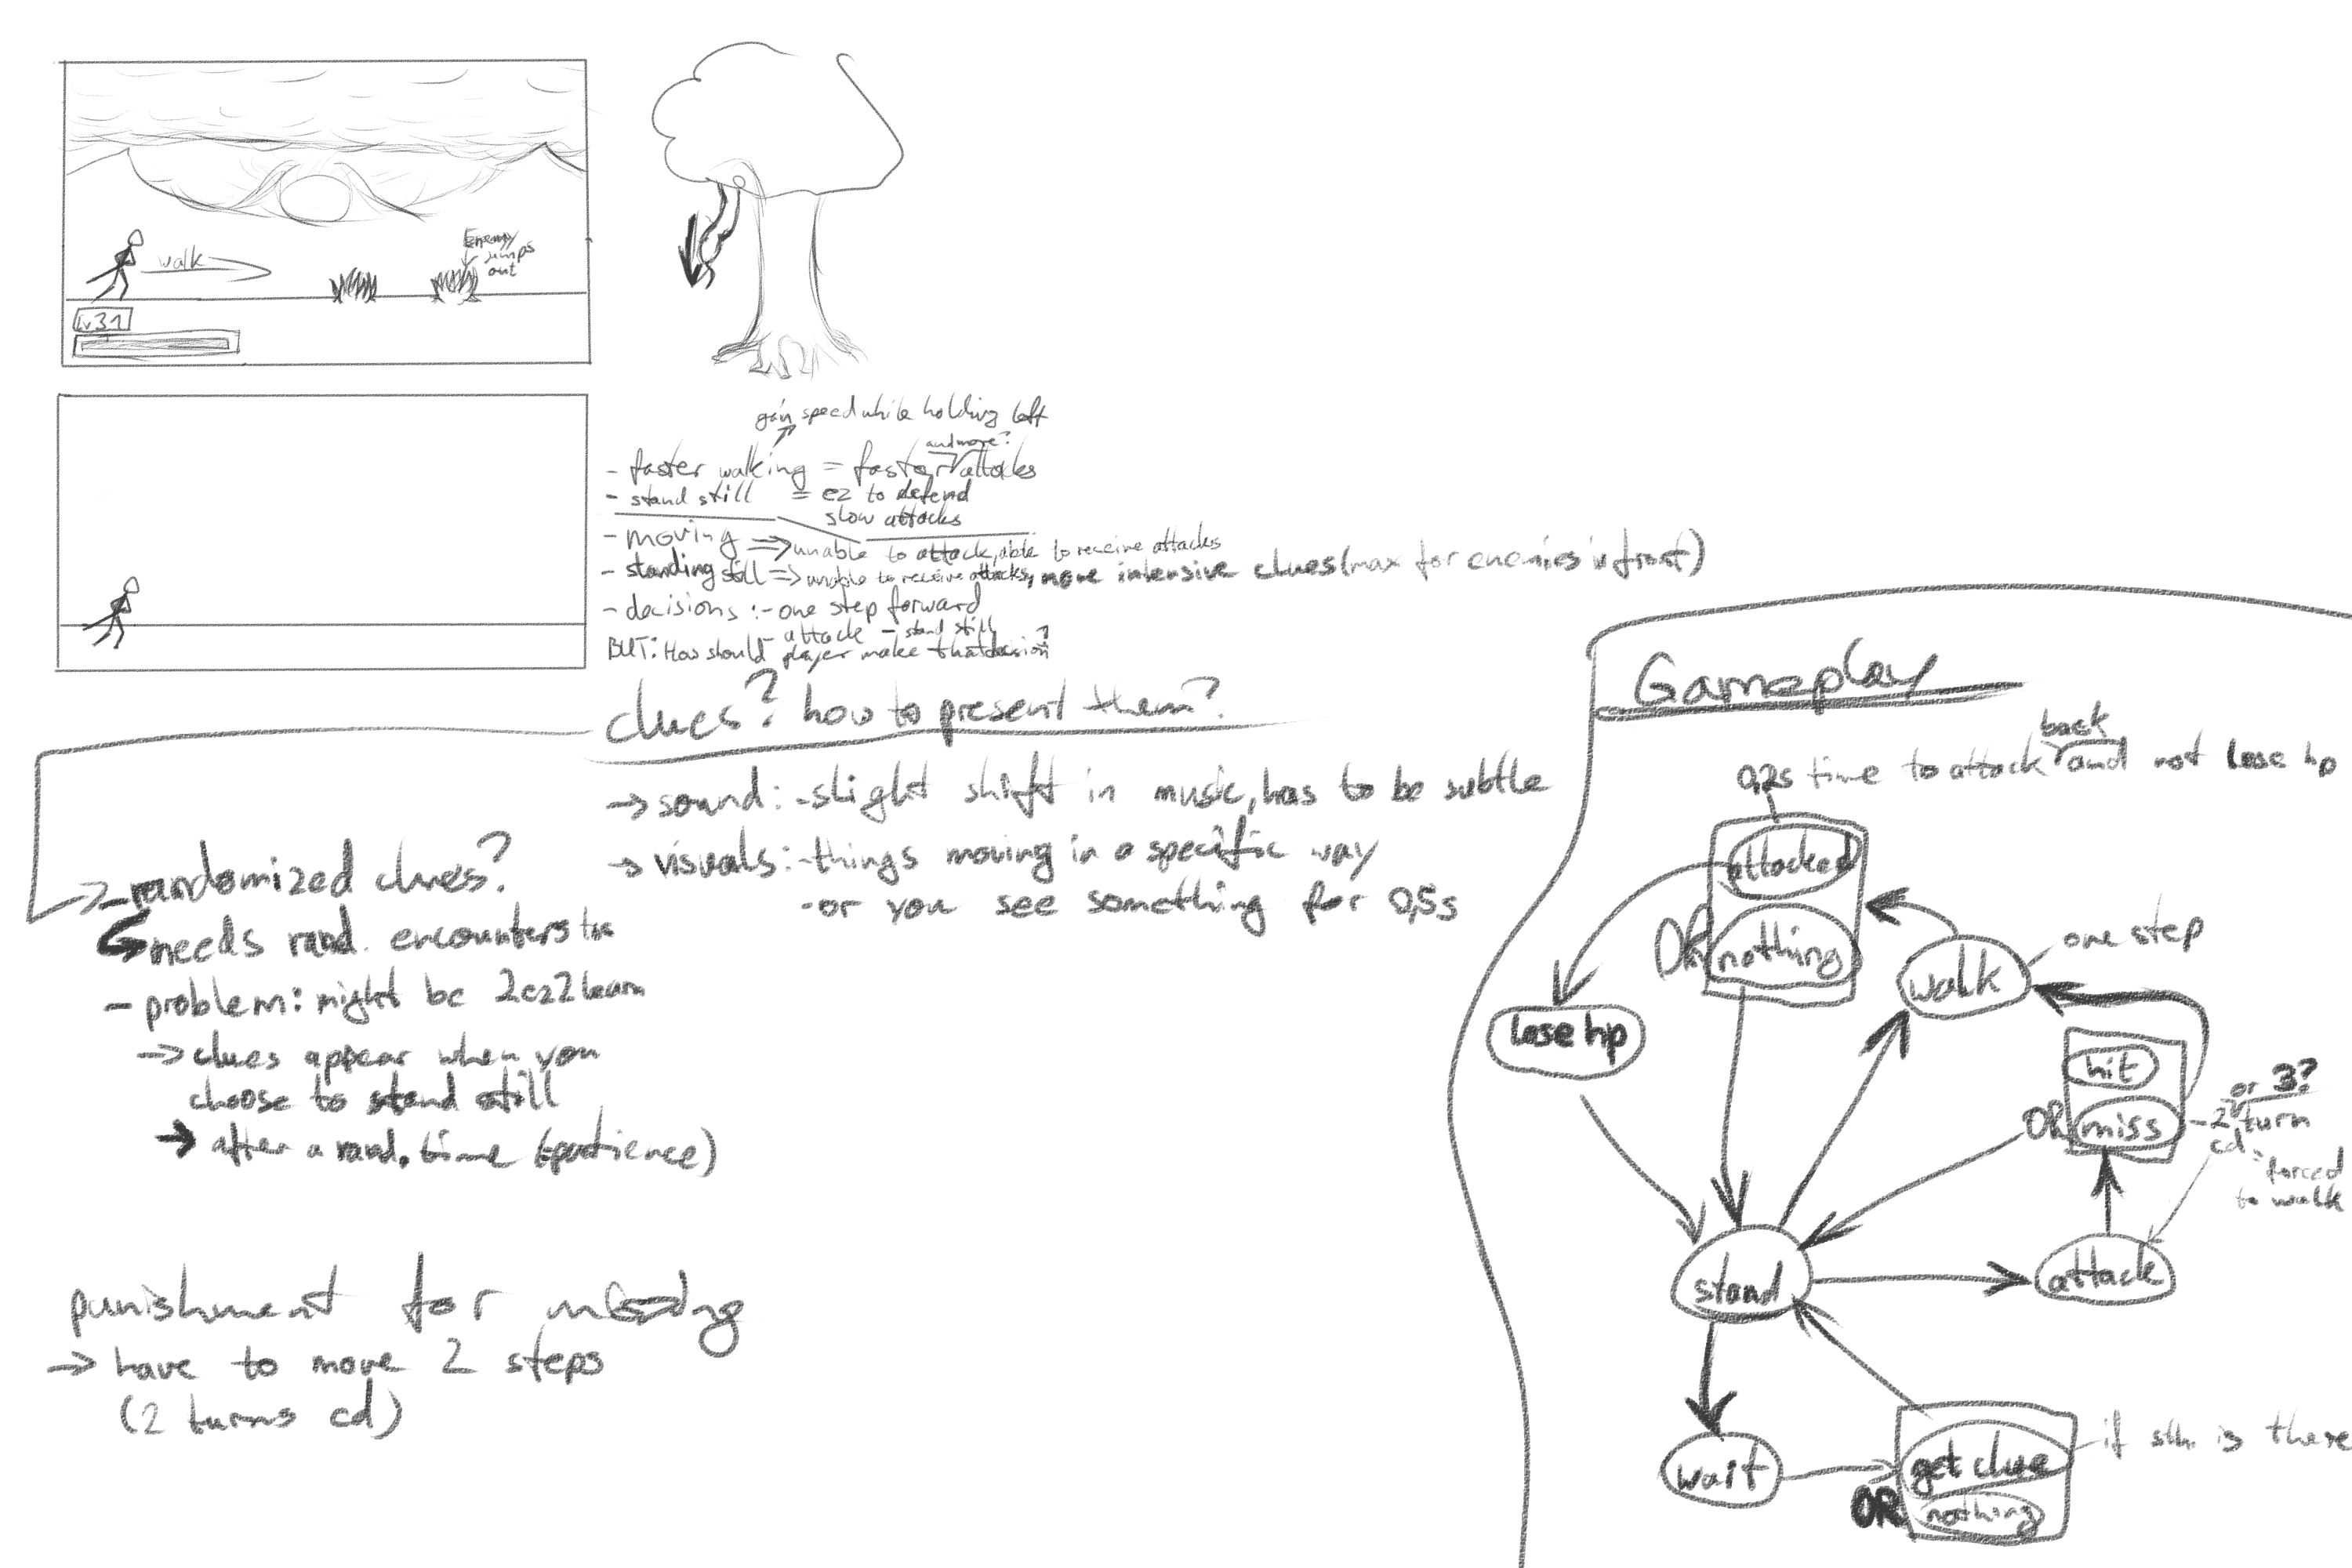 walk
Enemy
jumps
out
Lv31
gain speed while holding left
and more?
- faster walking = faster attacks
- stand still = ez to defend
slow attacks
- moving => unable to attack, able to receive attacks
- standing still => unable to receive attacks, more intensive clues (max for enemies in front)
- decisions : - one step forward
- attack - stand still
BUT: How should player make that decision?
clues? how to present them?
-> sound: - slight shift in music, has to be subtle
-> visuals: - things moving in a specific way
- or you see something for 0,5s
-> - randomized clues?
needs rand. encounters too
- problem: might be 2ez2learn
-> clues appear when you
choose to stand still
-> after a rand. time (patience)
punishment for
-> have to move 2 steps
(2 turns cd)
Gameplay
back
0,2s time to attack and not lose hp
attacked
OR nothing
walk
one step
lose hp
hit
OR miss
or 3?
- 2 turn
cd
forced
to walk
stand
attack
wait
get clue
if sth. is there
OR nothing